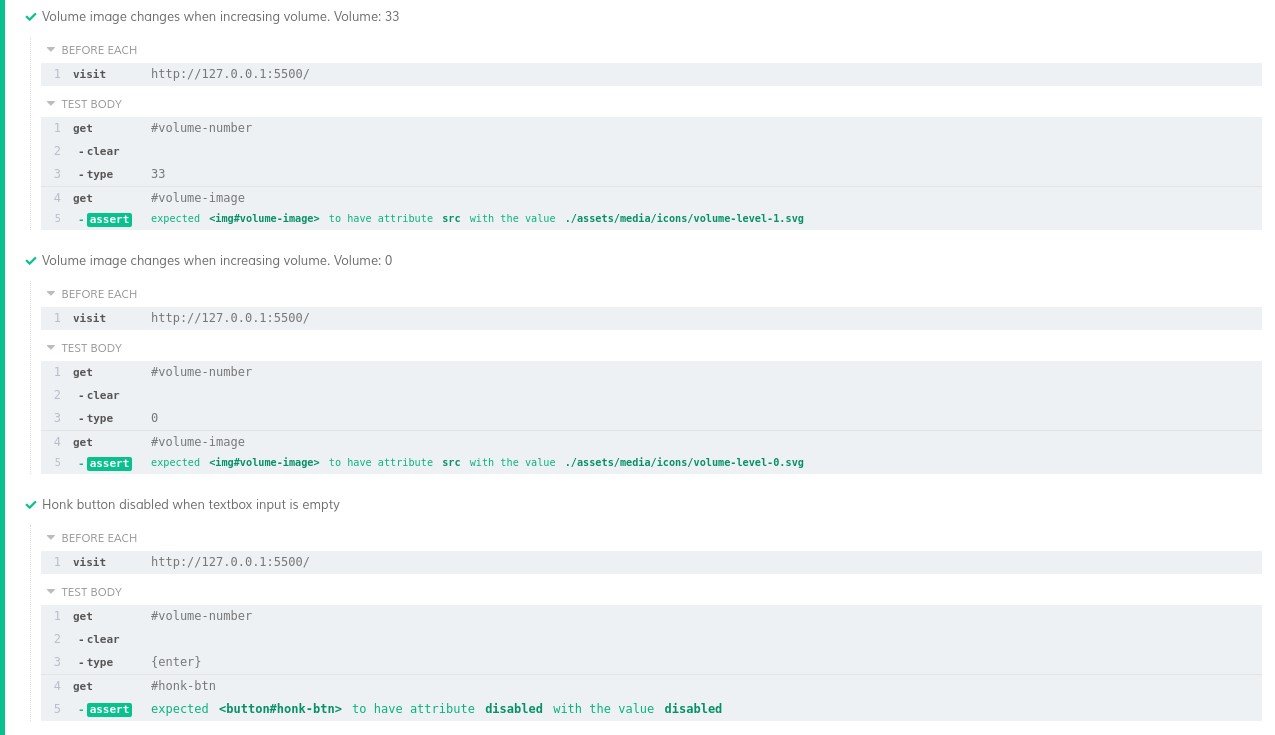 Volume image changes when increasing volume. Volume: 33
BEFORE EACH
1 visit http://127.0.0.1:5500/
TEST BODY
1 get #volume-number
2 -clear
3 -type 33
4 get #volume-image
5 -assert expected <img#volume-image> to have attribute src with the value ./assets/media/icons/volume-level-1.svg
Volume image changes when increasing volume. Volume: 0
BEFORE EACH
1 visit http://127.0.0.1:5500/
TEST BODY
1 get #volume-number
2 -clear
3 -type 0
4 get #volume-image
5 -assert expected <img#volume-image> to have attribute src with the value ./assets/media/icons/volume-level-0.svg
Honk button disabled when textbox input is empty
BEFORE EACH
1 visit http://127.0.0.1:5500/
TEST BODY
1 get #volume-number
2 -clear
3 -type {enter}
4 get #honk-btn
5 -assert expected <button#honk-btn> to have attribute disabled with the value disabled